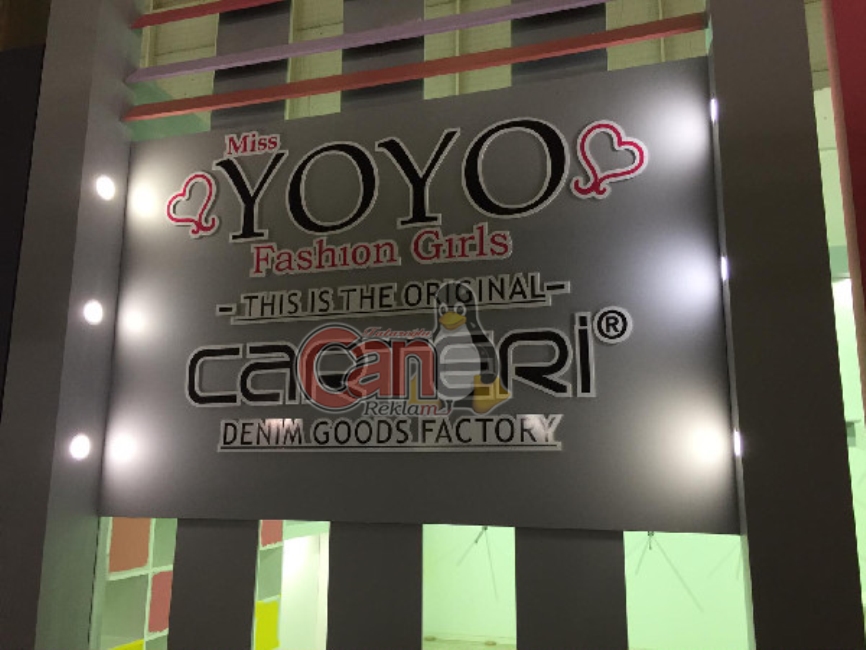 Miss
YOYO
Fashion Girls
- THIS IS THE ORIGINAL -
DENIM GOODS FACTORY
Can
Reklam